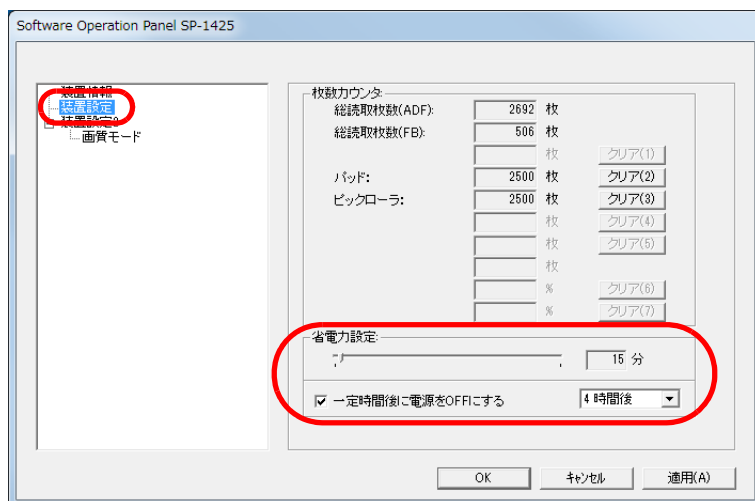 Software Operation Panel SP-1425
装置情報
装置設定
装置設定2
画質モード
枚数カウンタ:
総読取枚数(ADF): 2692 枚
総読取枚数(FB): 506 枚
枚 クリア(1)
パッド: 2500 枚 クリア(2)
ピックローラ: 2500 枚 クリア(3)
枚 クリア(4)
枚 クリア(5)
枚
% クリア(6)
% クリア(7)
省電力設定:
15 分
一定時間後に電源をOFFにする 4 時間後
OK キャンセル 適用(A)